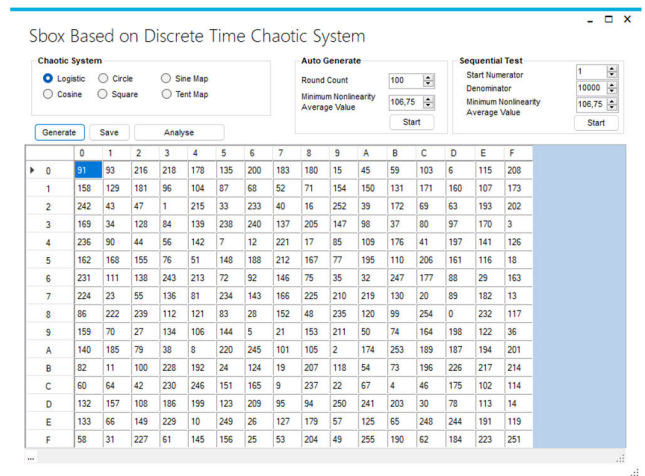 Sbox Based on Discrete Time Chaotic System
Chaotic System
Logistic Circle Sine Map
Cosine Square Tent Map
Auto Generate
Round Count 100
Minimum Nonlinearity
Average Value 106,75
Start
Sequential Test
Start Numerator 1
Denominator 10000
Minimum Nonlinearity
Average Value 106,75
Start
Generate Save Analyse
0 1 2 3 4 5 6 7 8 9 A B C D E F
0 91 93 216 218 178 135 200 183 180 15 45 59 103 6 115 208
1 158 129 181 96 104 87 68 52 71 154 150 131 171 160 107 173
2 242 43 47 1 215 33 233 40 16 252 39 172 69 63 193 202
3 169 34 128 84 139 238 240 137 205 147 98 37 80 97 170 3
4 236 90 44 56 142 7 12 221 17 85 109 176 41 197 141 126
5 162 168 155 76 51 148 188 212 167 77 195 110 206 161 116 18
6 231 111 138 243 213 72 92 146 75 35 32 247 177 88 29 163
7 224 23 55 136 81 234 143 166 225 210 219 130 20 89 182 13
8 86 222 239 112 121 83 28 152 48 235 120 99 254 0 232 117
9 159 70 27 134 106 144 5 21 153 211 50 74 164 198 122 36
A 140 185 79 38 8 220 245 101 105 2 174 253 189 187 194 201
B 82 11 100 228 192 24 124 19 207 118 54 73 196 226 217 214
C 60 64 42 230 246 151 165 9 237 22 67 4 46 175 102 114
D 132 157 108 186 199 123 209 95 94 250 241 203 30 78 113 14
E 133 66 149 229 10 249 26 127 179 57 125 65 248 244 191 119
F 58 31 227 61 145 156 25 53 204 49 255 190 62 184 223 251
...